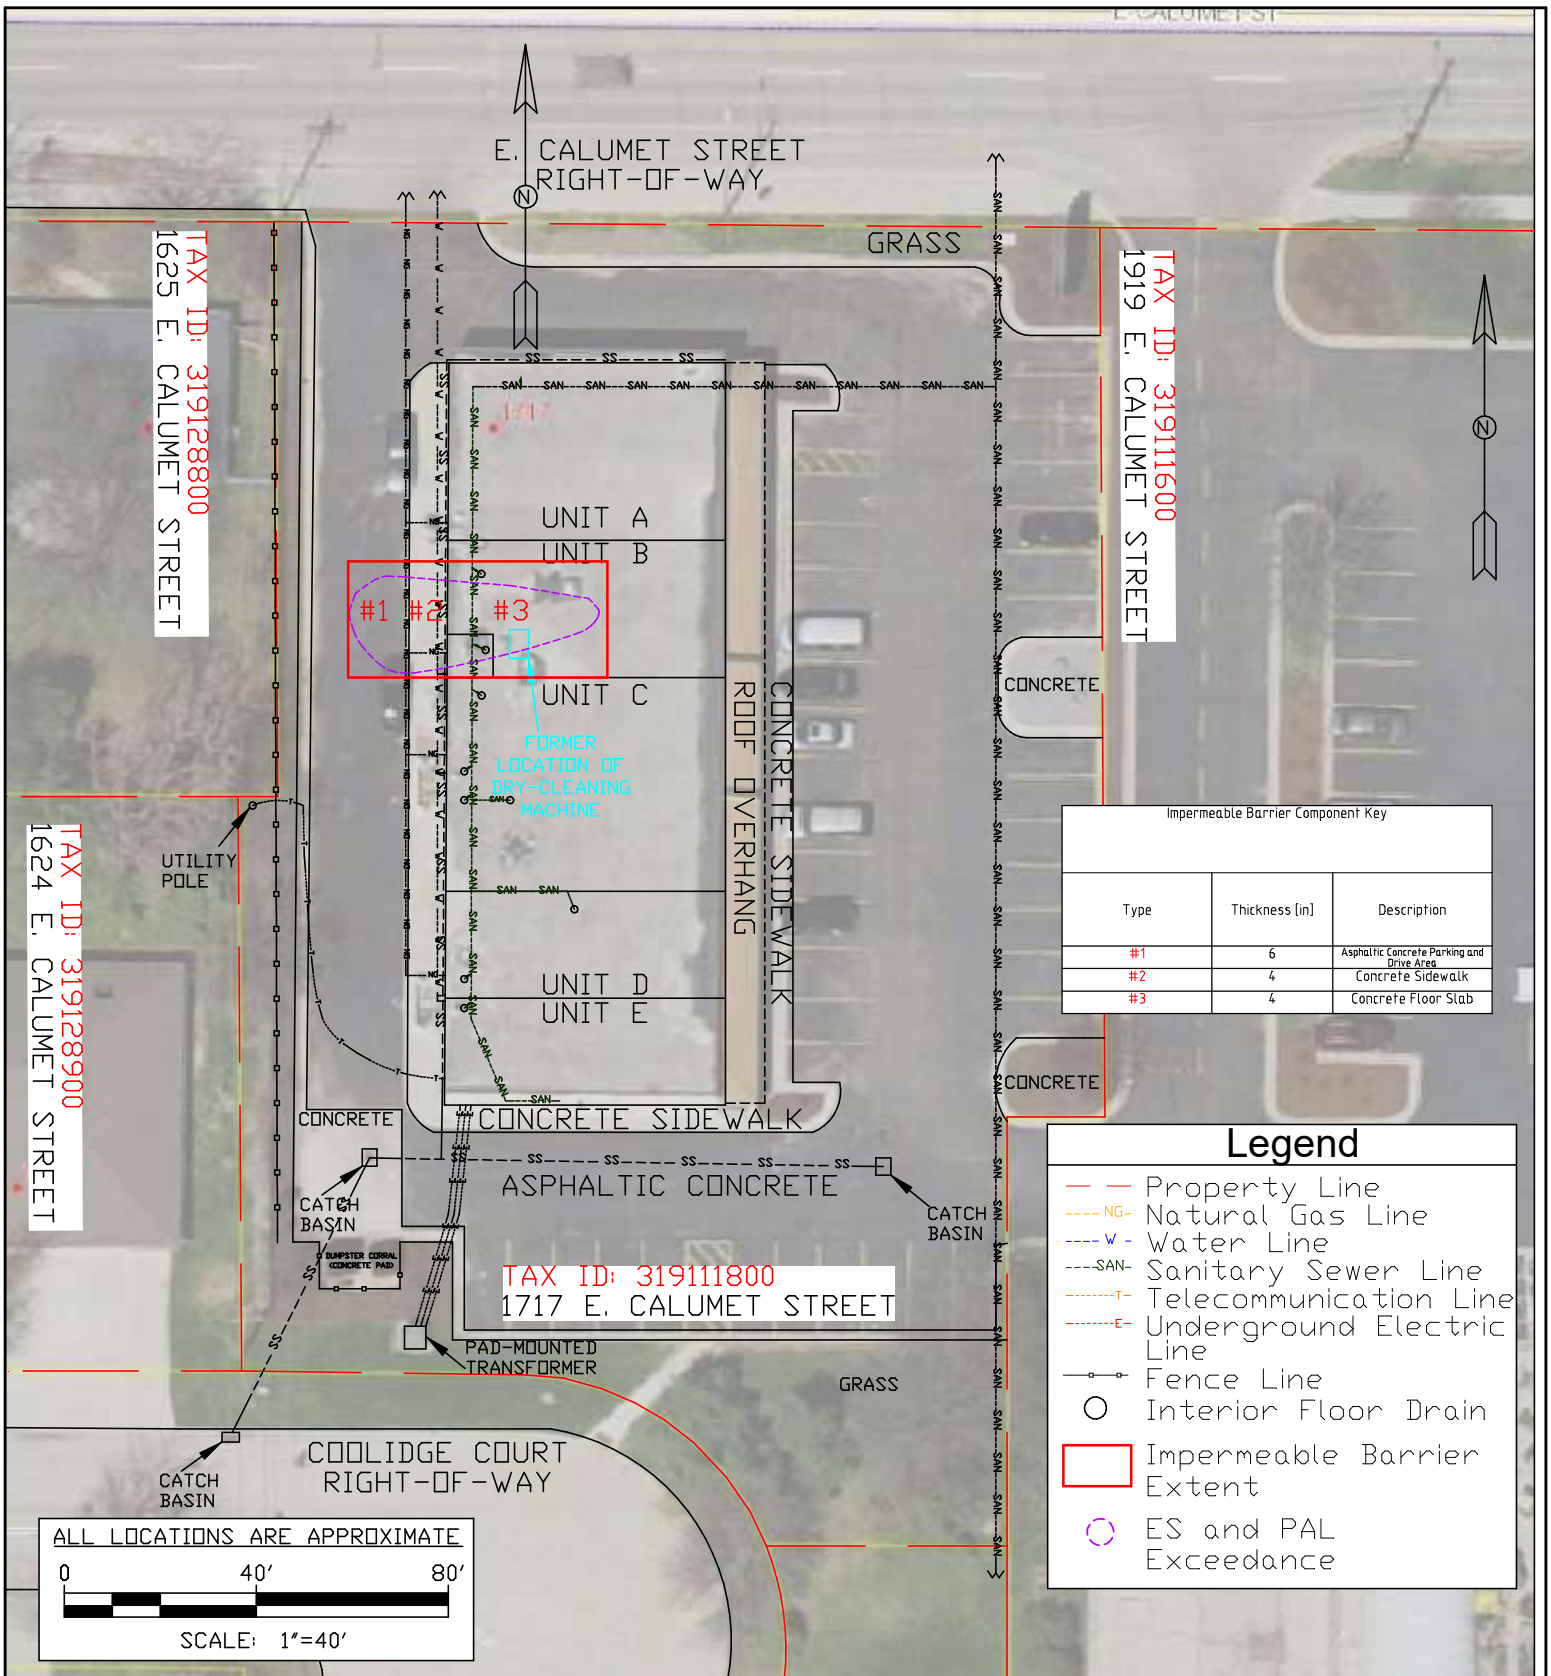 E CALUMET ST
E. CALUMET STREET
RIGHT-OF-WAY
N
GRASS
TAX ID: 319128800
1625 E. CALUMET STREET
TAX ID: 319111600
1919 E. CALUMET STREET
N
1717
UNIT A
UNIT B
#1 #2 #3
UNIT C
FORMER
LOCATION OF
DRY-CLEANING
MACHINE
ROOF OVERHANG
CONCRETE SIDEWALK
CONCRETE
UTILITY
POLE
TAX ID: 319128900
1624 E. CALUMET STREET
UNIT D
UNIT E
Impermeable Barrier Component Key
Type Thickness [in] Description
#1 6 Asphaltic Concrete Parking and
Drive Area
#2 4 Concrete Sidewalk
#3 4 Concrete Floor Slab
CONCRETE
CONCRETE
CONCRETE SIDEWALK
ASPHALTIC CONCRETE
CATCH
BASIN
CATCH
BASIN
DUMPSTER CORRAL
(CONCRETE PAD)
TAX ID: 319111800
1717 E. CALUMET STREET
PAD-MOUNTED
TRANSFORMER
GRASS
COOLIDGE COURT
RIGHT-OF-WAY
CATCH
BASIN
Legend
Property Line
NG Natural Gas Line
W Water Line
SAN Sanitary Sewer Line
T Telecommunication Line
E Underground Electric
Line
Fence Line
Interior Floor Drain
Impermeable Barrier
Extent
ES and PAL
Exceedance
ALL LOCATIONS ARE APPROXIMATE
0 40' 80'
SCALE: 1"=40'